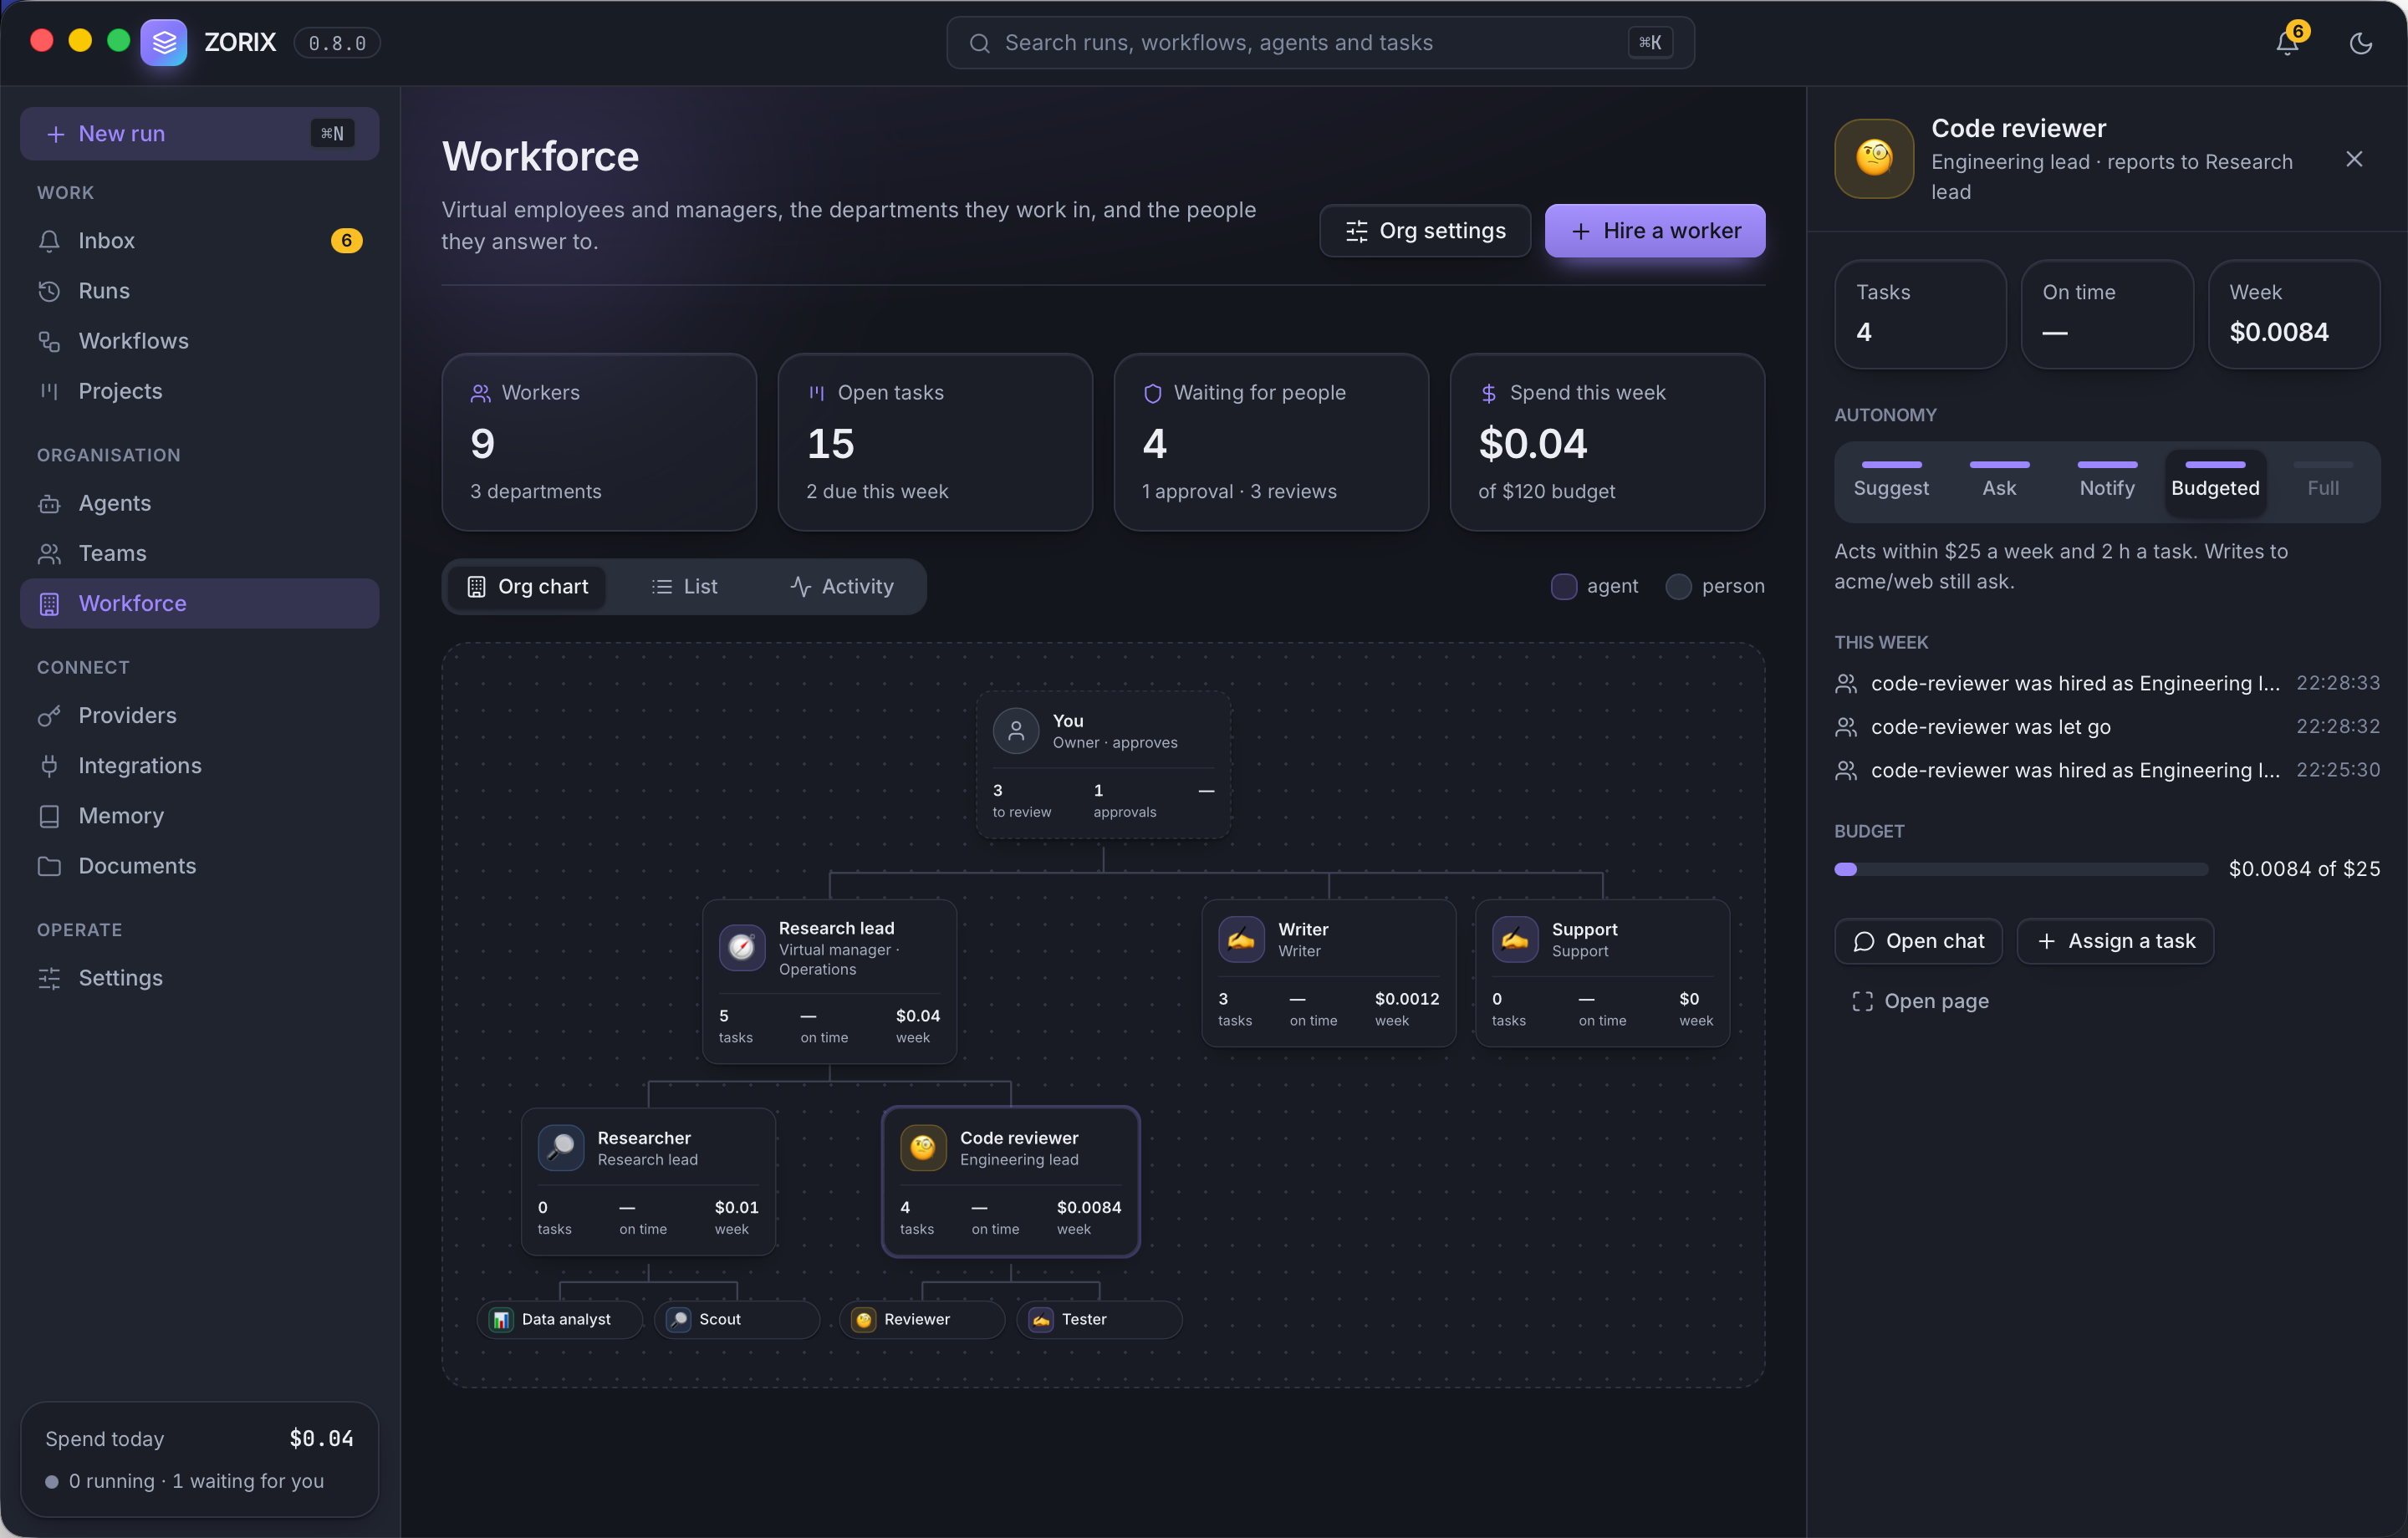 ZORIX 0.8.0
Search runs, workflows, agents and tasks ⌘K
6
New run ⌘N
WORK
Inbox 6
Runs
Workflows
Projects
ORGANISATION
Agents
Teams
Workforce
CONNECT
Providers
Integrations
Memory
Documents
OPERATE
Settings
Spend today $0.04
0 running · 1 waiting for you
Workforce
Virtual employees and managers, the departments they work in, and the people
they answer to.
Org settings
Hire a worker
Workers
9
3 departments
Open tasks
15
2 due this week
Waiting for people
4
1 approval · 3 reviews
Spend this week
$0.04
of $120 budget
Org chart List Activity
agent person
You
Owner · approves
3 1 —
to review approvals
Research lead
Virtual manager ·
Operations
5 — $0.04
tasks on time week
Writer
Writer
3 — $0.0012
tasks on time week
Support
Support
0 — $0
tasks on time week
Researcher
Research lead
0 — $0.01
tasks on time week
Code reviewer
Engineering lead
4 — $0.0084
tasks on time week
Data analyst
Scout
Reviewer
Tester
Code reviewer
Engineering lead · reports to Research
lead
Tasks
4
On time
—
Week
$0.0084
AUTONOMY
Suggest Ask Notify Budgeted Full
Acts within $25 a week and 2 h a task. Writes to
acme/web still ask.
THIS WEEK
code-reviewer was hired as Engineering l... 22:28:33
code-reviewer was let go 22:28:32
code-reviewer was hired as Engineering l... 22:25:30
BUDGET
$0.0084 of $25
Open chat
Assign a task
Open page